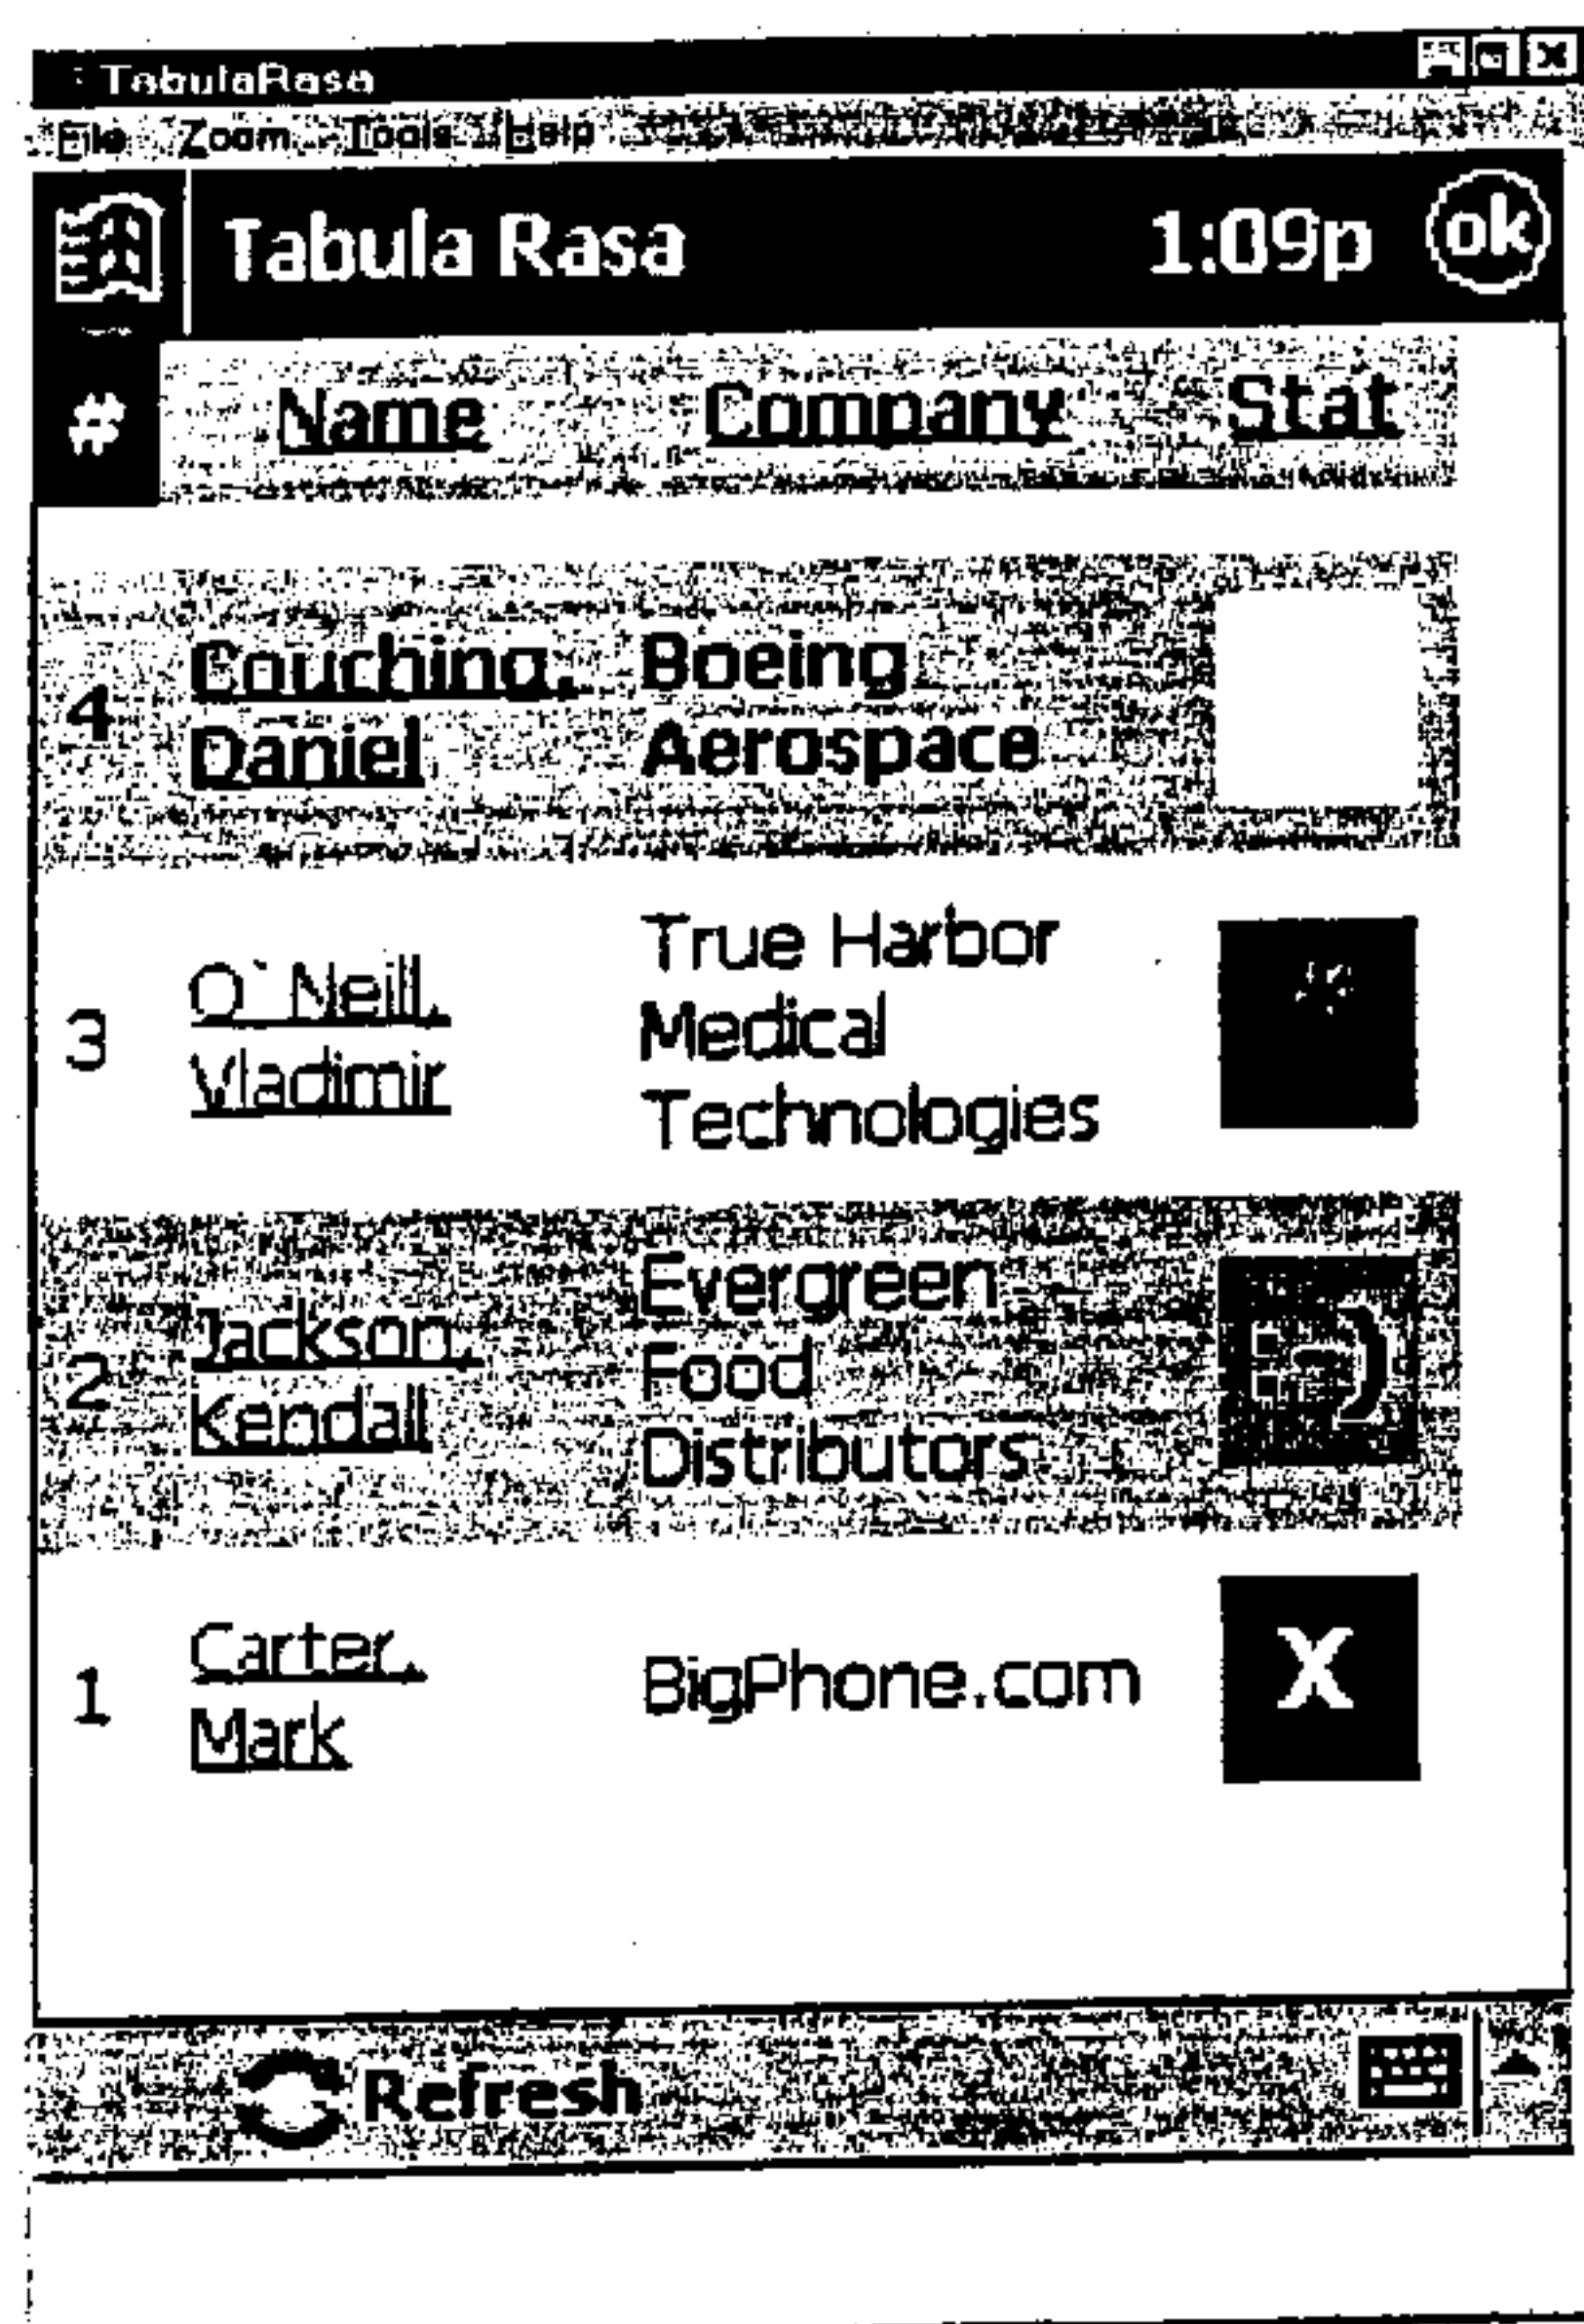 TabulaRasa
File Zoom Tools Help
Tabula Rasa 1:09p ok
# Name Company Stat
4 Couching, Daniel Boeing Aerospace
3 O`Neill, Vladimir True Harbor Medical Technologies *
2 Jackson, Kendall Evergreen Food Distributors :-)
1 Carter, Mark BigPhone.com X
Refresh